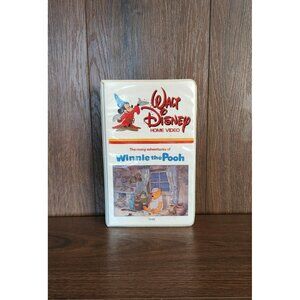 Walt
Disney
HOME VIDEO
The many adventures of
Winnie the Pooh